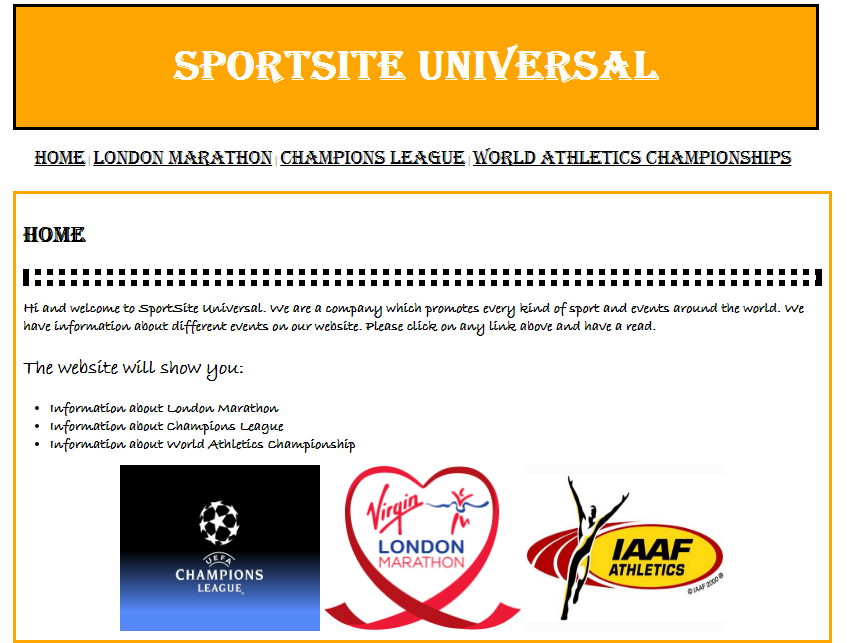 SPORTSITE UNIVERSAL
HOME | LONDON MARATHON | CHAMPIONS LEAGUE | WORLD ATHLETICS CHAMPIONSHIPS
HOME
Hi and welcome to SportSite Universal. We are a company which promotes every kind of sport and events around the world. We
have information about different events on our website. Please click on any link above and have a read.
The website will show you:
• Information about London Marathon
• Information about Champions League
• Information about World Athletics Championship
UEFA
CHAMPIONS
LEAGUE
Virgin
LONDON
MARATHON
IAAF
ATHLETICS
© IAAF 2000 ®